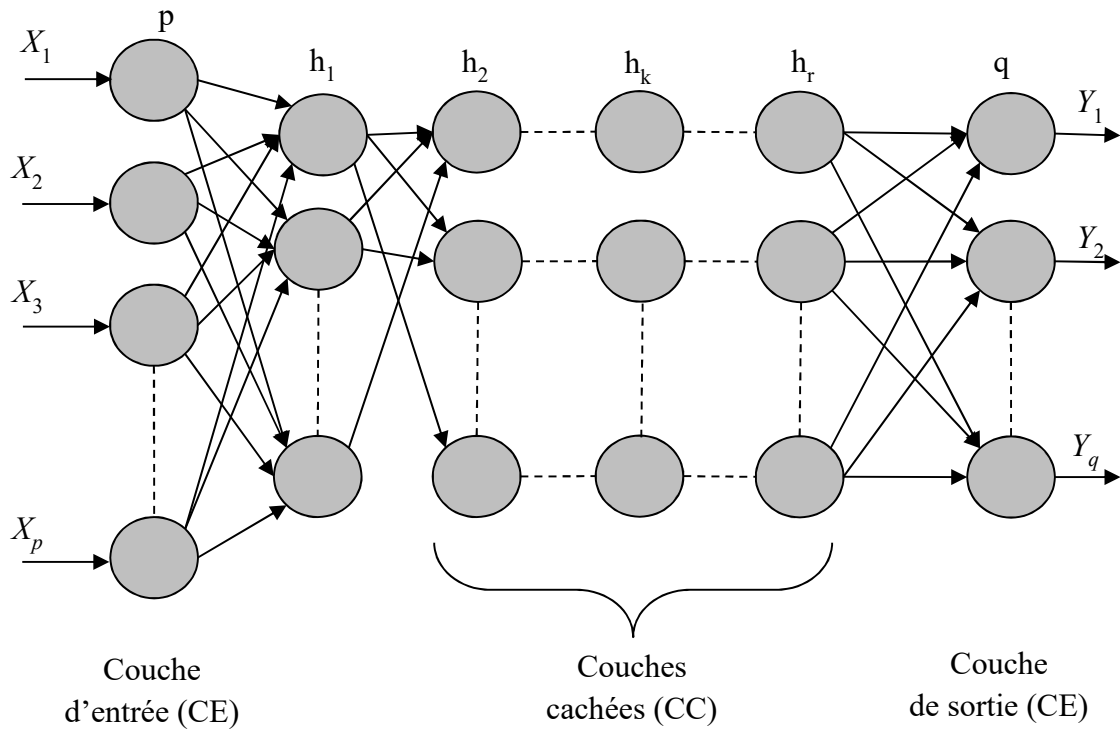 p
X1
h1
h2
hk
hr
q
Y1
X2
Y2
X3
Yq
Xp
Couche
d'entrée (CE)
Couches
cachées (CC)
Couche
de sortie (CE)